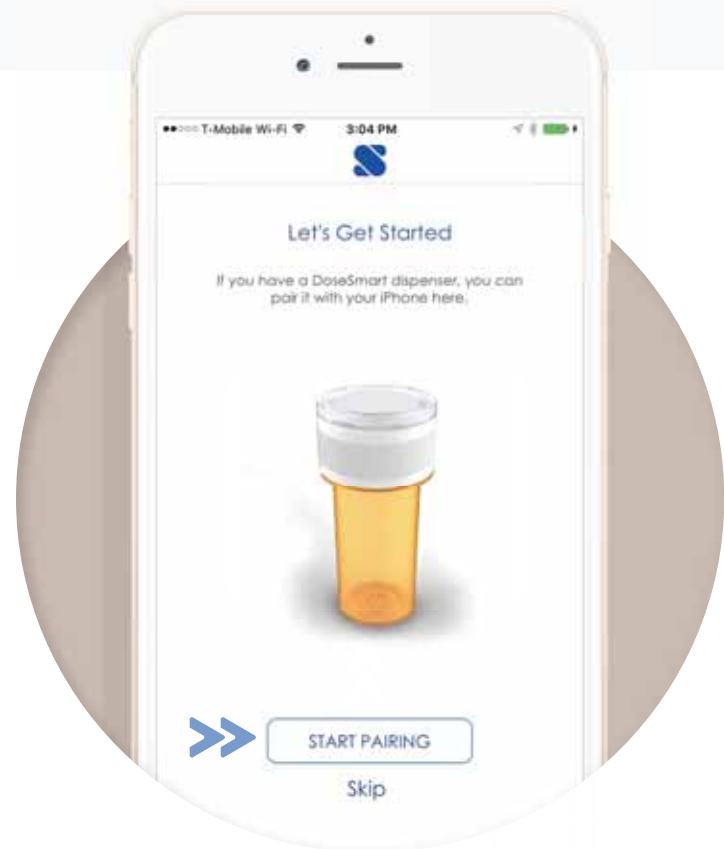 T-Mobile Wi-Fi 3:04 PM
S
Let's Get Started
If you have a DoseSmart dispenser, you can
pair it with your iPhone here.
START PAIRING
Skip